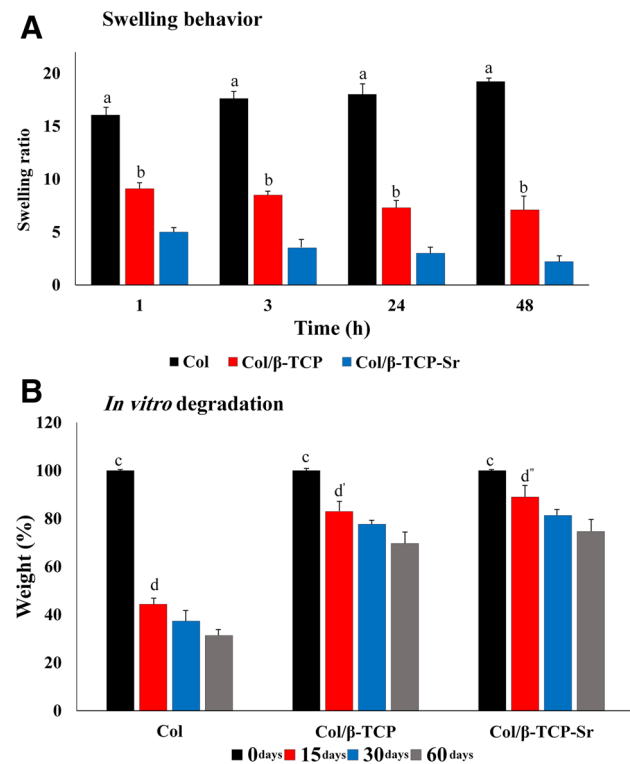 A Swelling behavior
Swelling ratio
20
15
10
5
0
a
b
a
b
a
b
a
b
1 3 24 48
Time (h)
Col Col/β-TCP Col/β-TCP-Sr
B In vitro degradation
Weight (%)
120
100
80
60
40
20
0
c
d
c
d'
c
d"
Col Col/β-TCP Col/β-TCP-Sr
0days 15days 30days 60days